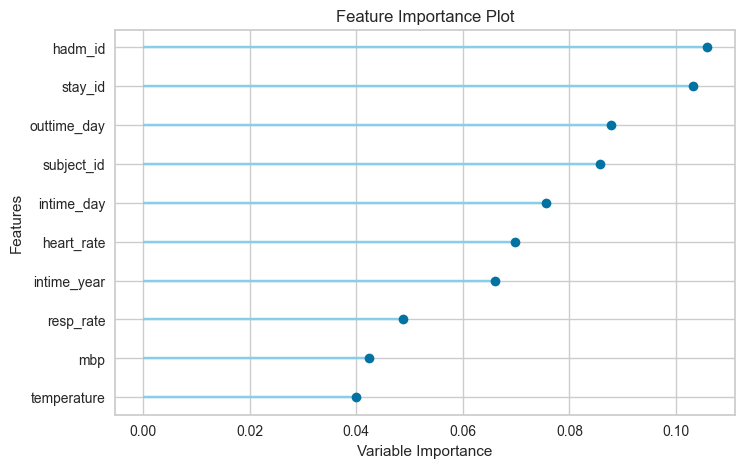 Feature Importance Plot
hadm_id
stay_id
outtime_day
subject_id
intime_day
heart_rate
intime_year
resp_rate
mbp
temperature
Features
0.00 0.02 0.04 0.06 0.08 0.10
Variable Importance